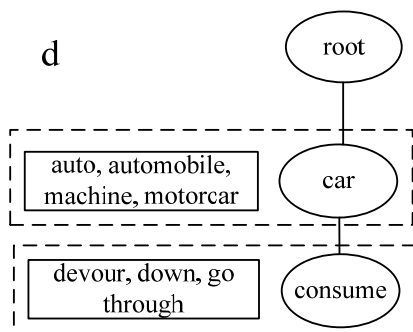 d
root
auto, automobile,
machine, motorcar
car
devour, down, go
through
consume